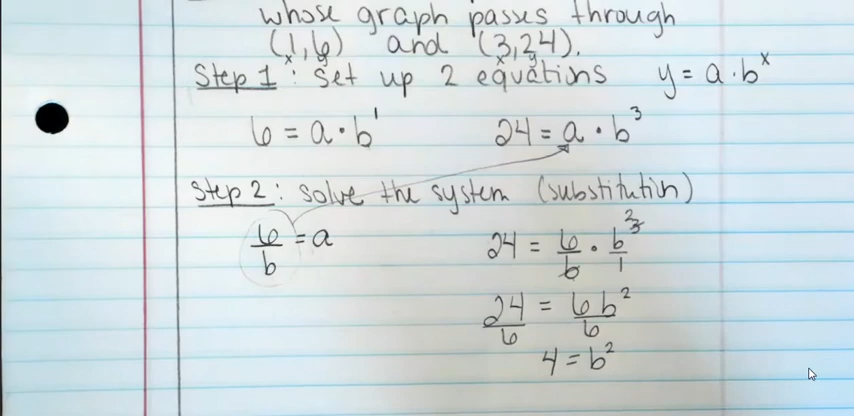 whose graph passes through
(1,6) and (3,24).
x y x y
Step 1: Set up 2 equations y = a·b^x
6 = a·b^1 24 = a·b^3
Step 2: solve the system (substitution)
6/b = a 24 = 6/b · b^3/1 2
24/6 = 6b^2/6
4 = b^2